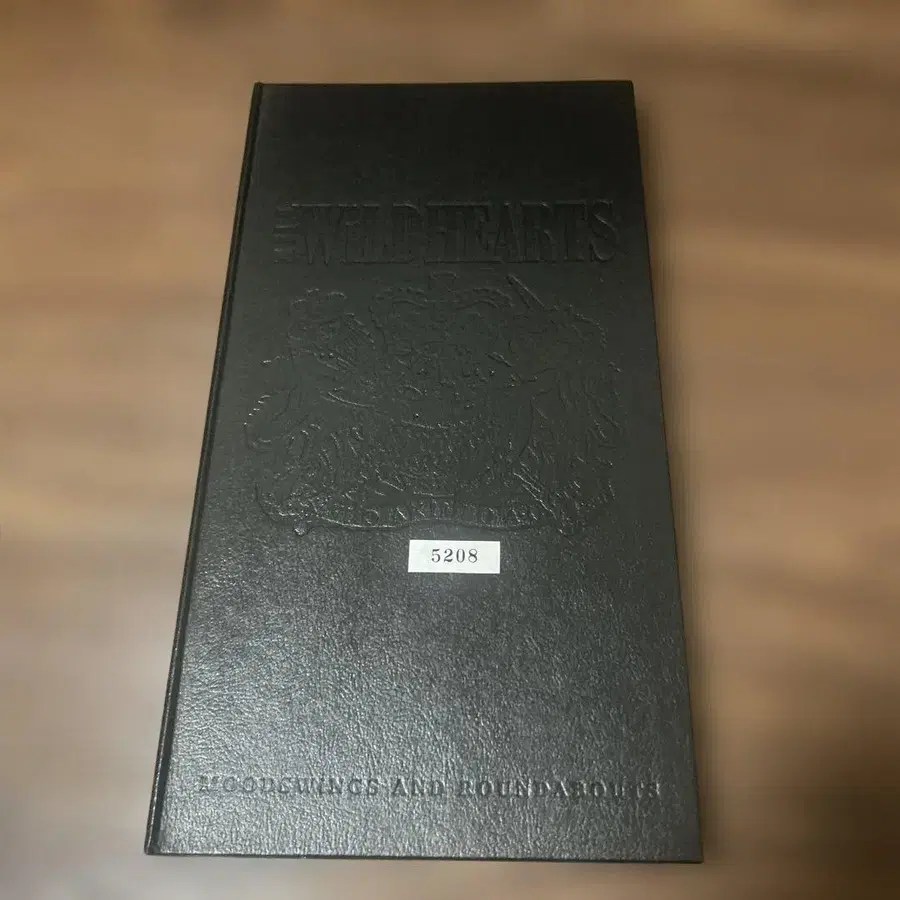 THE WILDHEARTS
5208
MOODSWINGS AND ROUNDABOUTS